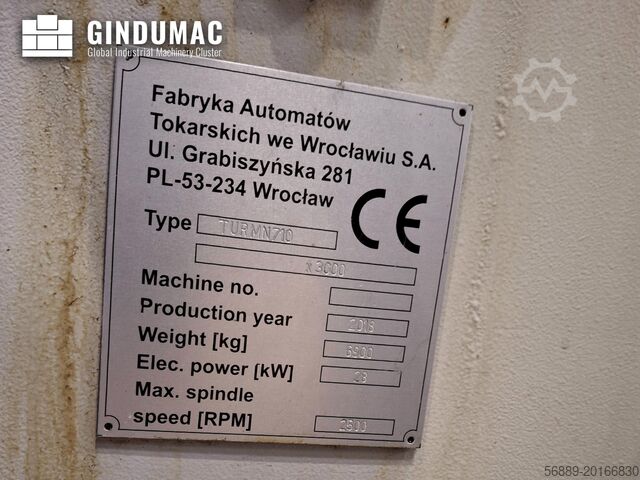 GINDUMAC
Global Industrial Machinery Cluster
Fabryka Automatów
Tokarskich we Wrocławiu S.A.
Ul. Grabiszyńska 281
PL-53-234 Wrocław
CE
Type TURMN710
x3000
Machine no.
Production year 2018
Weight [kg] 6900
Elec. power [kW] 28
Max. spindle
speed [RPM] 2500
56889-20166830